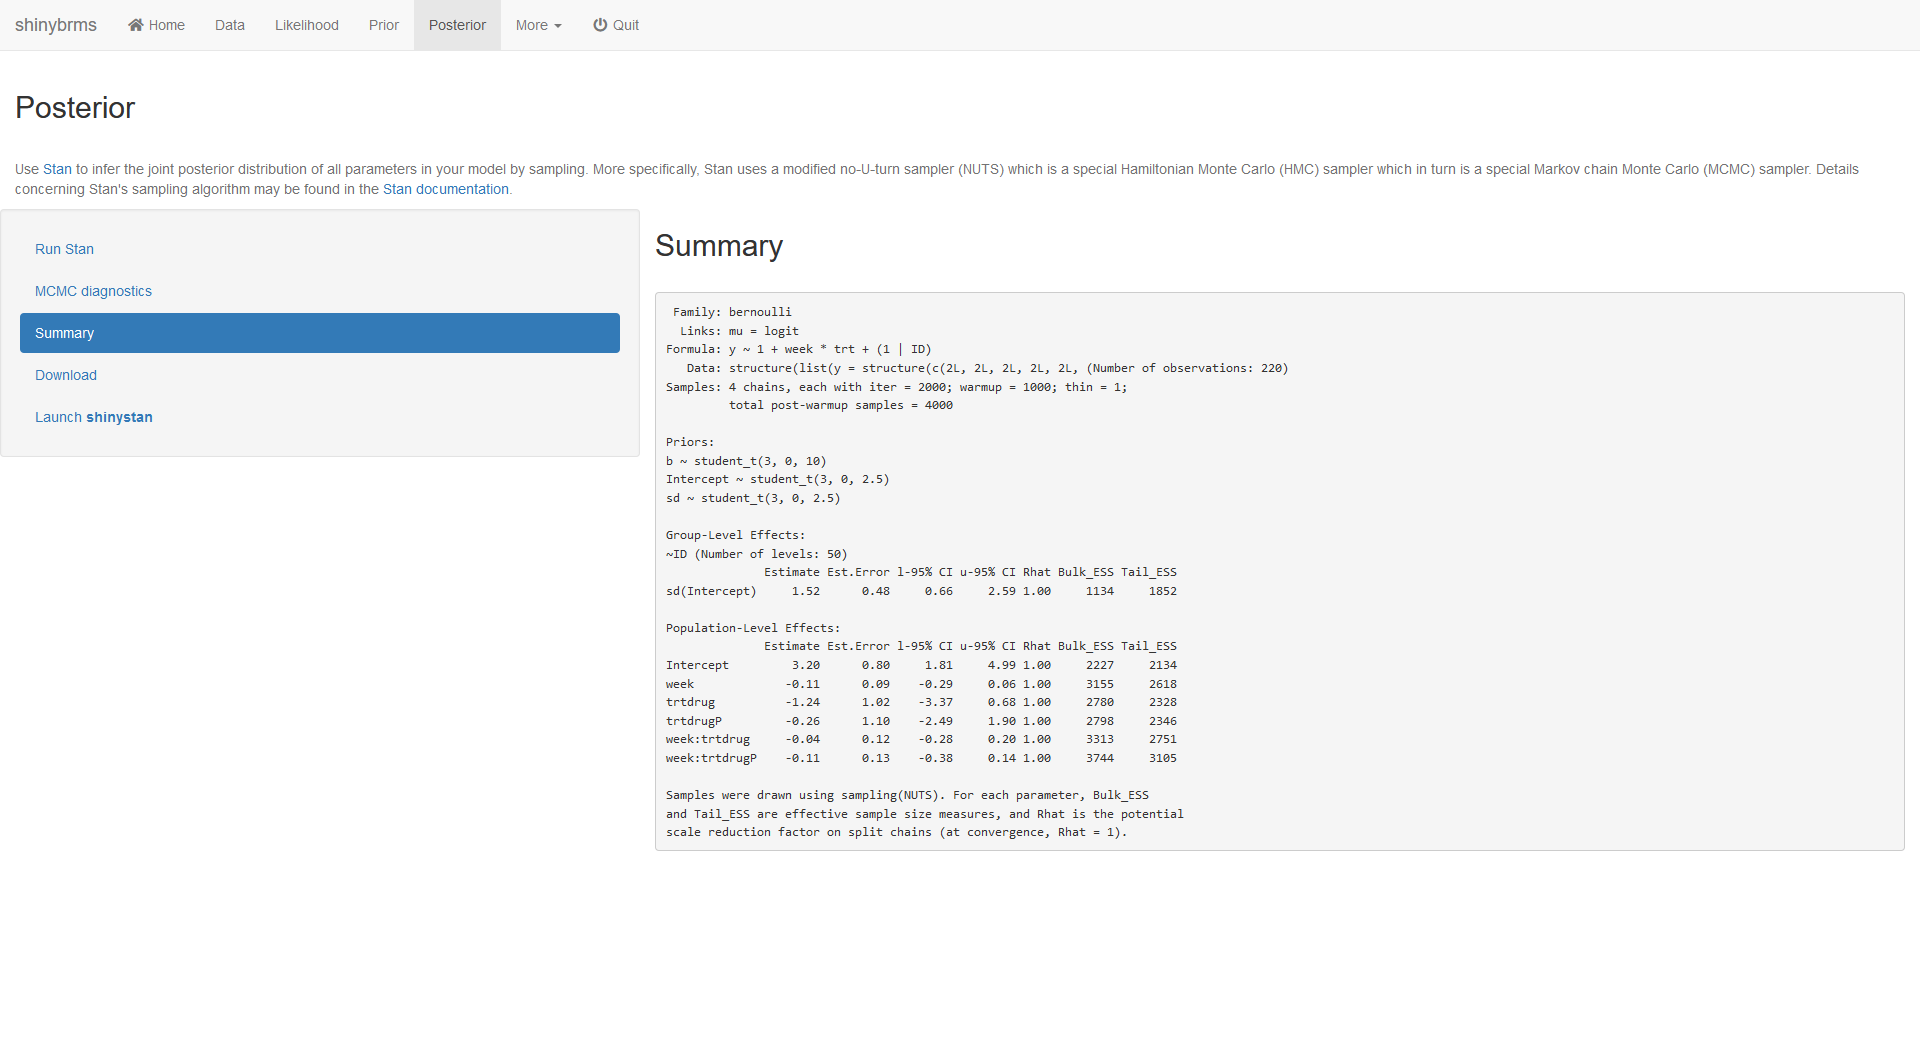 shinybrms Home Data Likelihood Prior Posterior More Quit
Posterior
Use Stan to infer the joint posterior distribution of all parameters in your model by sampling. More specifically, Stan uses a modified no-U-turn sampler (NUTS) which is a special Hamiltonian Monte Carlo (HMC) sampler which in turn is a special Markov chain Monte Carlo (MCMC) sampler. Details
concerning Stan's sampling algorithm may be found in the Stan documentation.
Run Stan
MCMC diagnostics
Summary
Download
Launch shinystan
Summary
Family: bernoulli
Links: mu = logit
Formula: y ~ 1 + week * trt + (1 | ID)
Data: structure(list(y = structure(c(2L, 2L, 2L, 2L, 2L, (Number of observations: 220)
Samples: 4 chains, each with iter = 2000; warmup = 1000; thin = 1;
total post-warmup samples = 4000
Priors:
b ~ student_t(3, 0, 10)
Intercept ~ student_t(3, 0, 2.5)
sd ~ student_t(3, 0, 2.5)
Group-Level Effects:
~ID (Number of levels: 50)
Estimate Est.Error l-95% CI u-95% CI Rhat Bulk_ESS Tail_ESS
sd(Intercept) 1.52 0.48 0.66 2.59 1.00 1134 1852
Population-Level Effects:
Estimate Est.Error l-95% CI u-95% CI Rhat Bulk_ESS Tail_ESS
Intercept 3.20 0.80 1.81 4.99 1.00 2227 2134
week -0.11 0.09 -0.29 0.06 1.00 3155 2618
trtdrug -1.24 1.02 -3.37 0.68 1.00 2780 2328
trtdrugP -0.26 1.10 -2.49 1.90 1.00 2798 2346
week:trtdrug -0.04 0.12 -0.28 0.20 1.00 3313 2751
week:trtdrugP -0.11 0.13 -0.38 0.14 1.00 3744 3105
Samples were drawn using sampling(NUTS). For each parameter, Bulk_ESS
and Tail_ESS are effective sample size measures, and Rhat is the potential
scale reduction factor on split chains (at convergence, Rhat = 1).